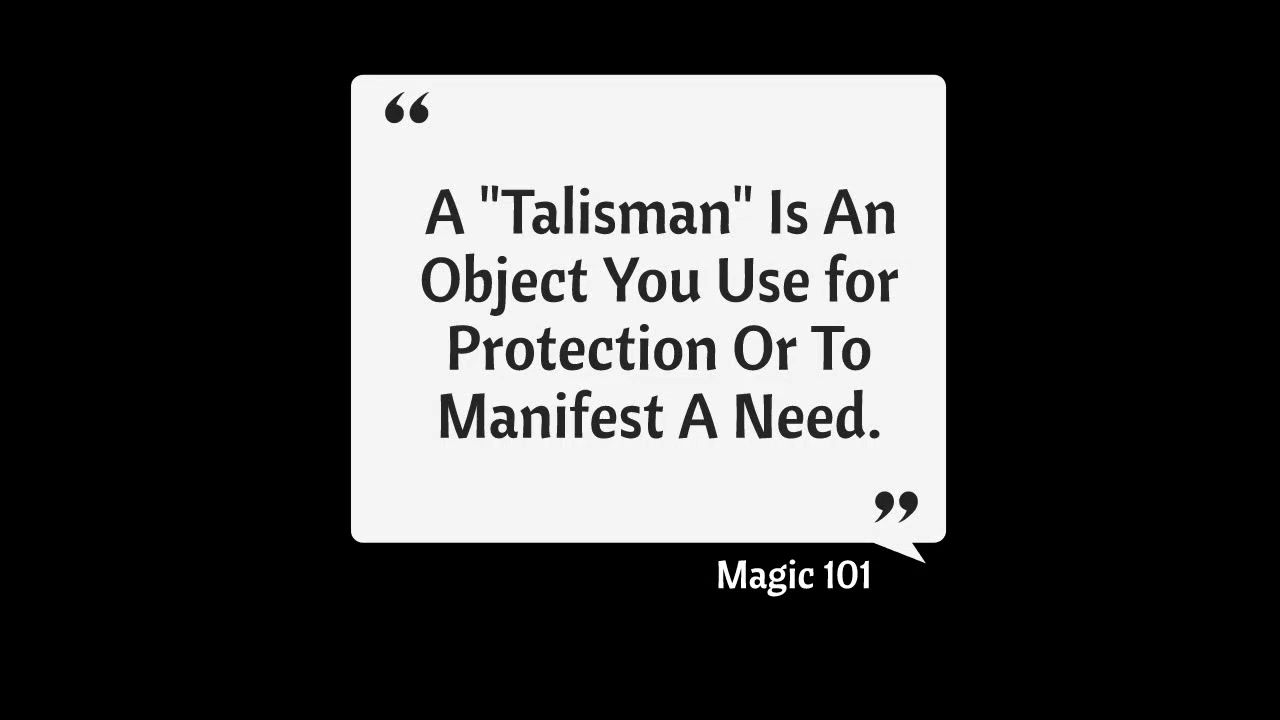 “
A "Talisman" Is An
Object You Use for
Protection Or To
Manifest A Need.
”
Magic 101